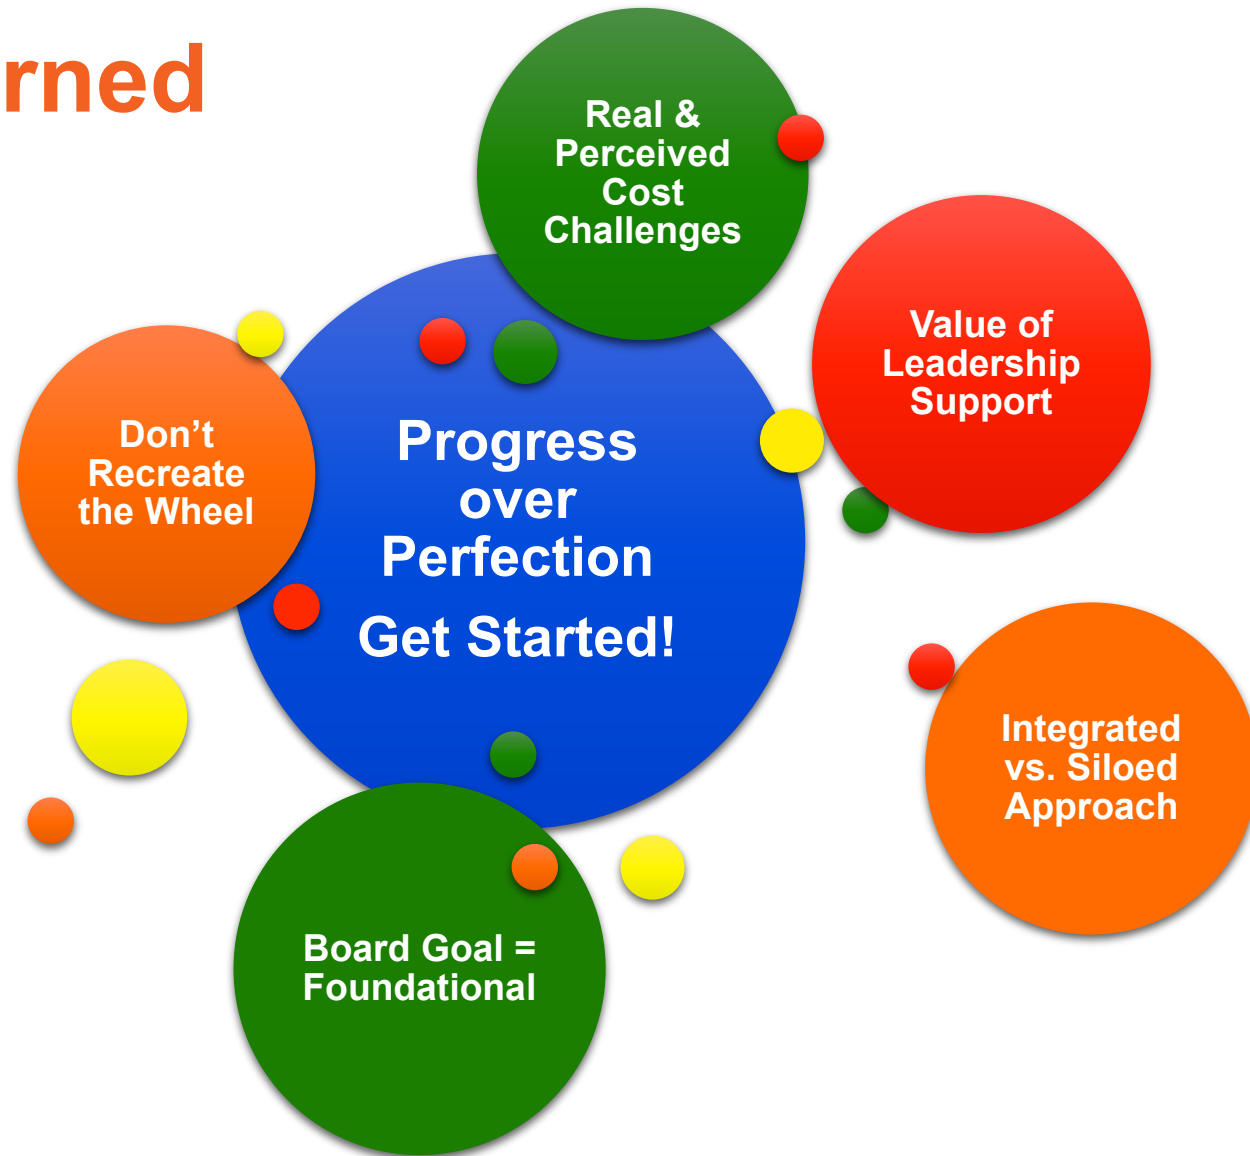 rned
Real &
Perceived
Cost
Challenges
Value of
Leadership
Support
Don’t
Recreate
the Wheel
Progress
over
Perfection
Get Started!
Integrated
vs. Siloed
Approach
Board Goal =
Foundational